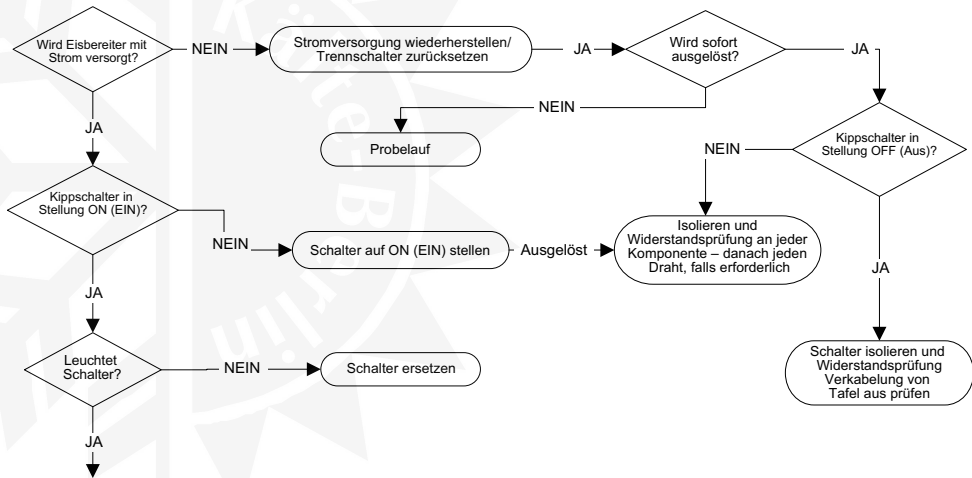 Wird Eisbereiter mit
Strom versorgt?
NEIN
Stromversorgung wiederherstellen/
Trennschalter zurücksetzen
JA
Wird sofort
ausgelöst?
JA
NEIN
Probelauf
Kippschalter in
Stellung OFF (Aus)?
NEIN
JA
JA
Kippschalter in
Stellung ON (EIN)?
NEIN
Schalter auf ON (EIN) stellen
Ausgelöst
Isolieren und
Widerstandsprüfung an jeder
Komponente – danach jeden
Draht, falls erforderlich
JA
Leuchtet
Schalter?
NEIN
Schalter ersetzen
Schalter isolieren und
Widerstandsprüfung
Verkabelung von
Tafel aus prüfen
JA
Kälte-Berlin